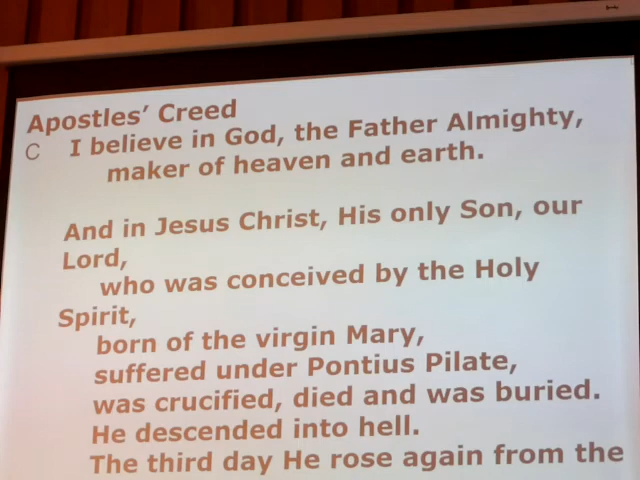 Apostles' Creed
C I believe in God, the Father Almighty,
maker of heaven and earth.
And in Jesus Christ, His only Son, our
Lord,
who was conceived by the Holy
Spirit,
born of the virgin Mary,
suffered under Pontius Pilate,
was crucified, died and was buried.
He descended into hell.
The third day He rose again from the